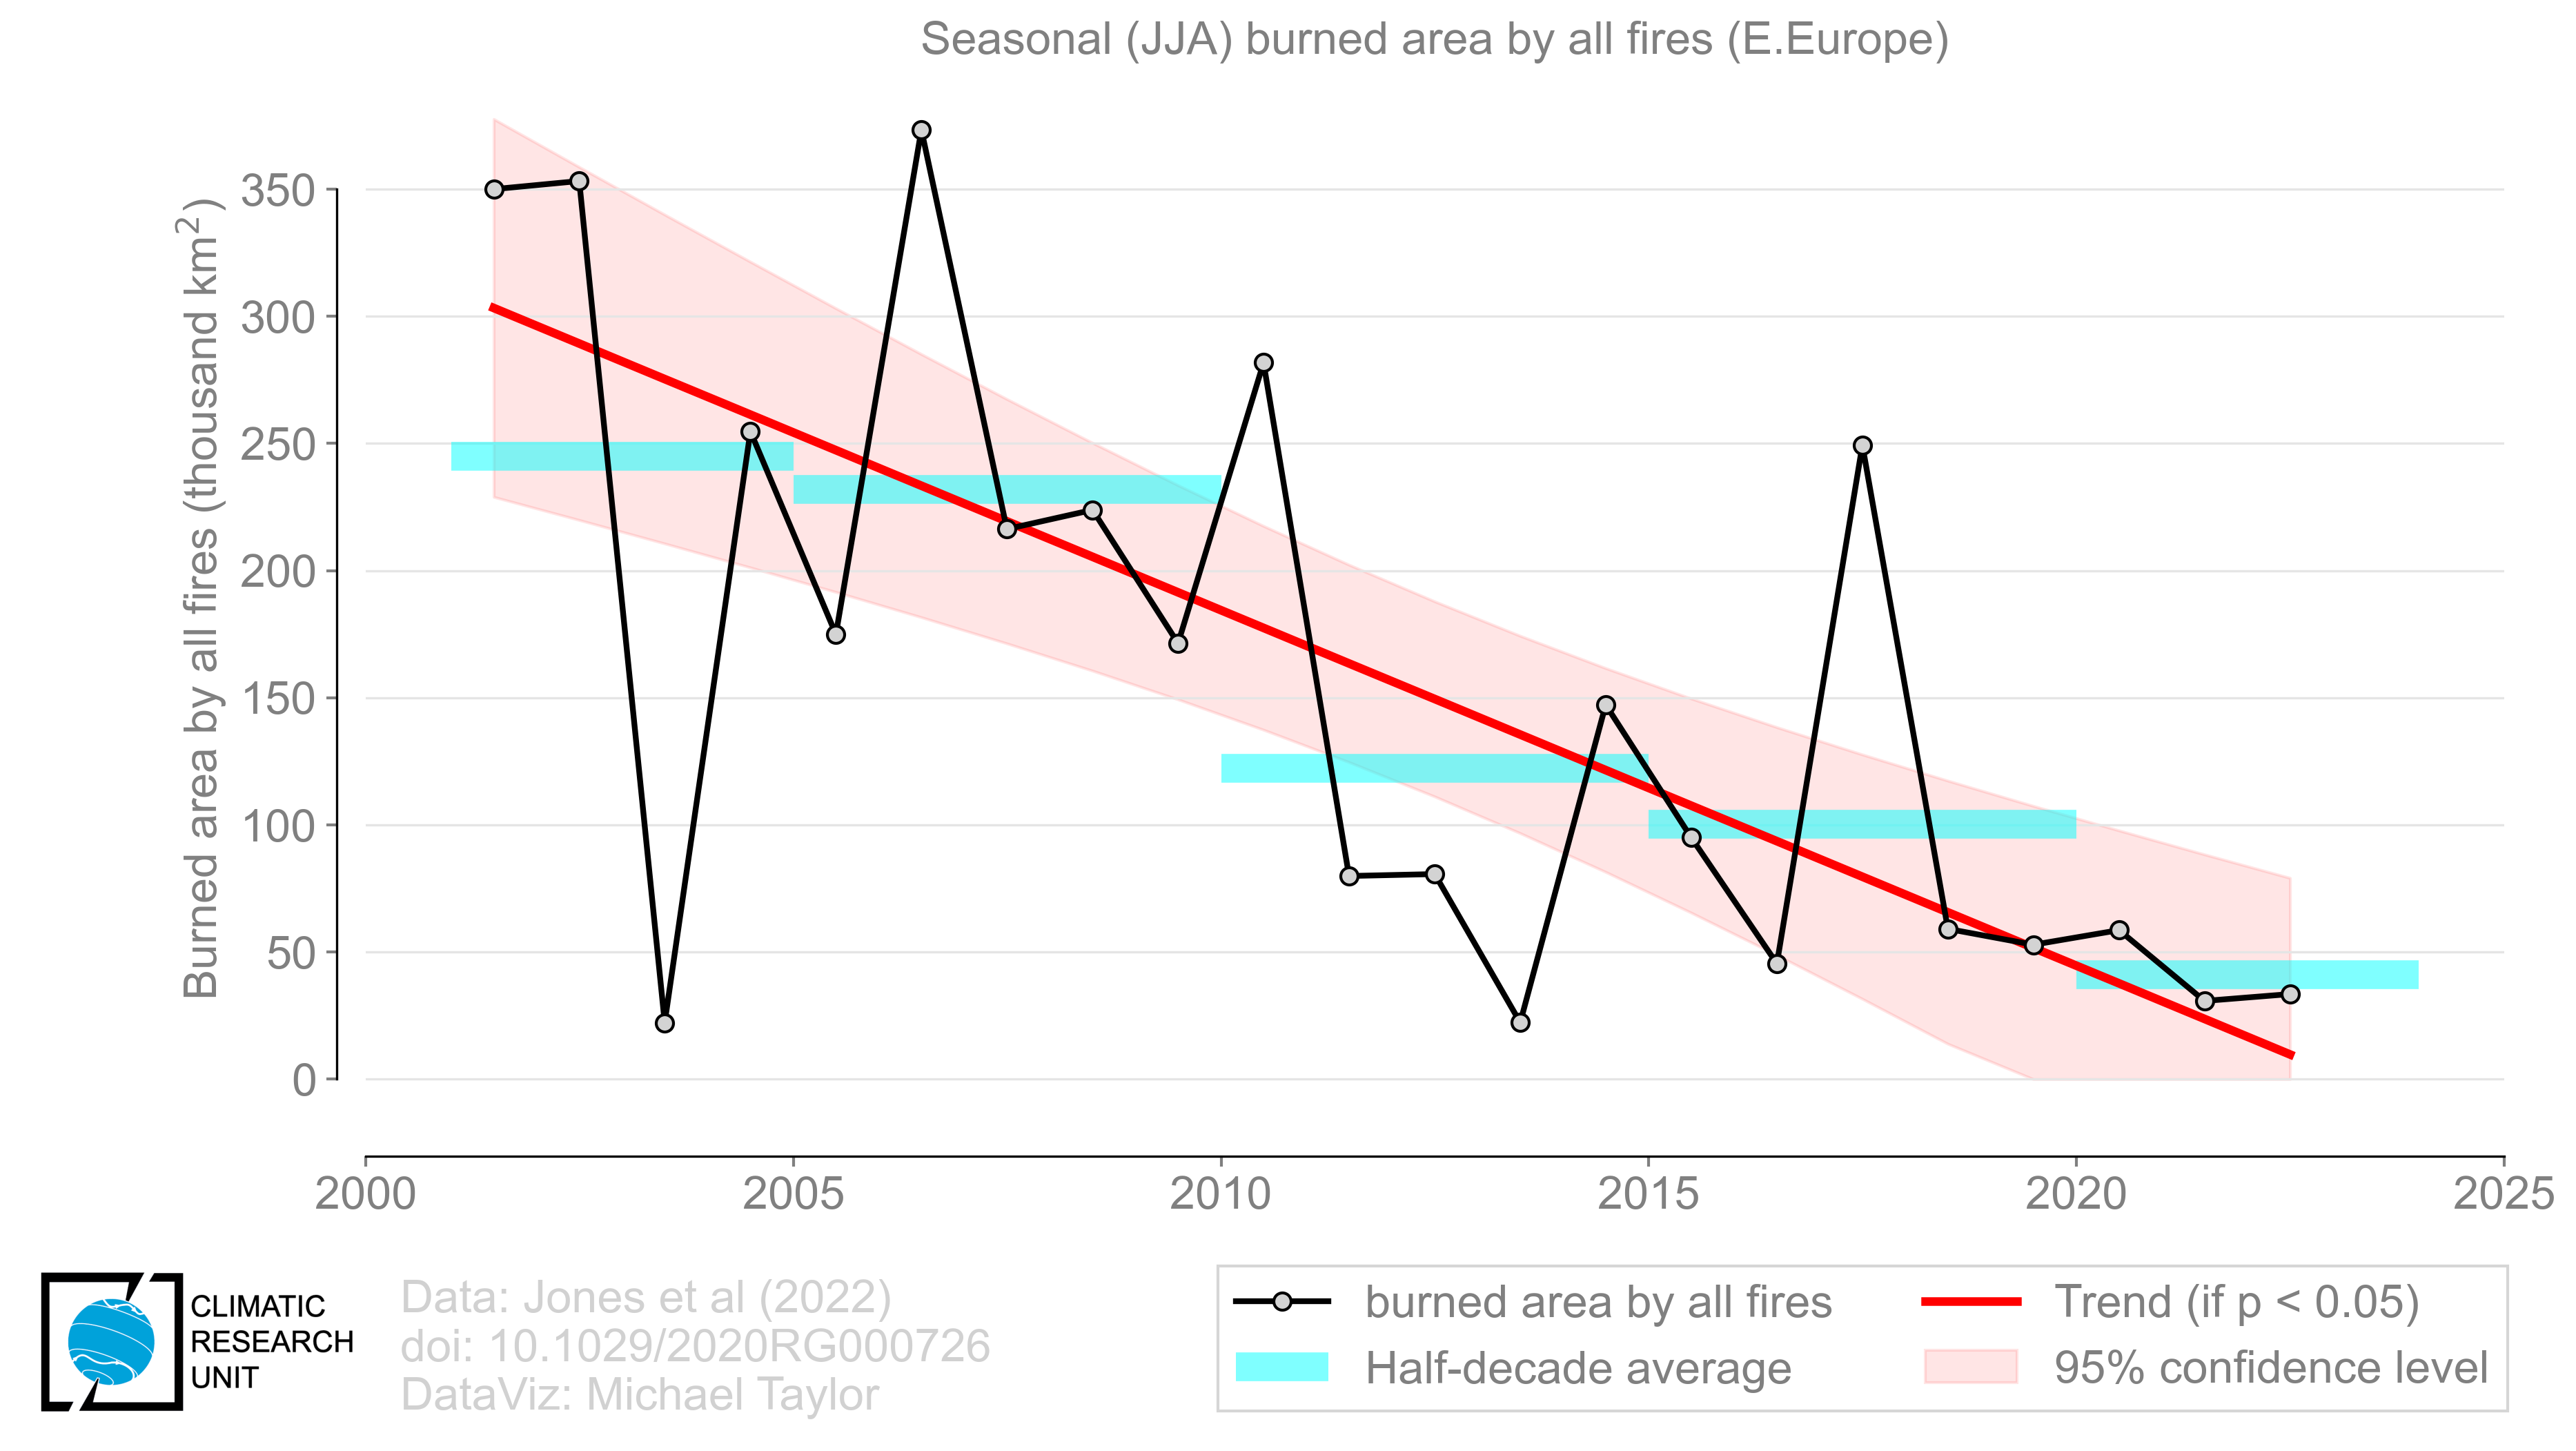 Seasonal (JJA) burned area by all fires (E.Europe)
Burned area by all fires (thousand km²)
350
300
250
200
150
100
50
0
2000 2005 2010 2015 2020 2025
CLIMATIC
RESEARCH
UNIT
Data: Jones et al (2022)
doi: 10.1029/2020RG000726
DataViz: Michael Taylor
burned area by all fires
Half-decade average
Trend (if p < 0.05)
95% confidence level